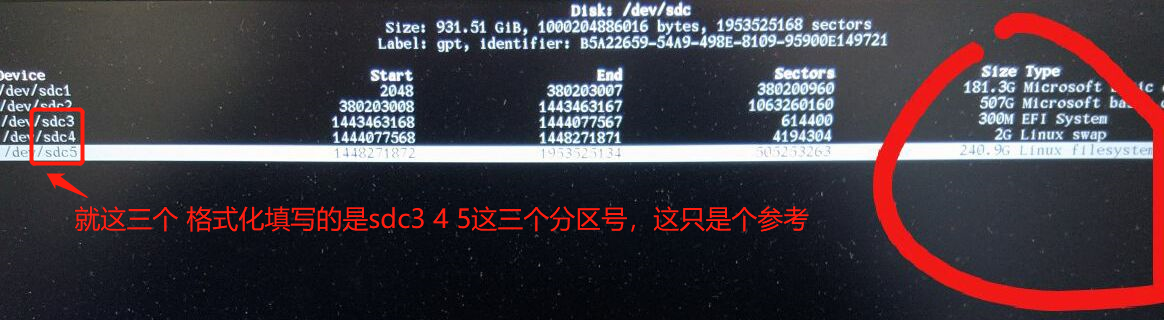 Disk: /dev/sdc
Size: 931.51 GiB, 1000204886016 bytes, 1953525168 sectors
Label: gpt, identifier: B5A22659-54A9-498E-8109-95900E149721
Device Start End Sectors Size Type
/dev/sdc1 2048 380203007 380200960 181.3G Microsoft basic
/dev/sdc2 380203008 1443463167 1063260160 507G Microsoft
/dev/sdc3 1443463168 1444077567 614400 300M EFI System
/dev/sdc4 1444077568 1448271871 4194304 2G Linux swap
/dev/sdc5 1448271872 1953525134 505253263 240.9G Linux filesystem
就这三个 格式化填写的是sdc3 4 5这三个分区号，这只是个参考